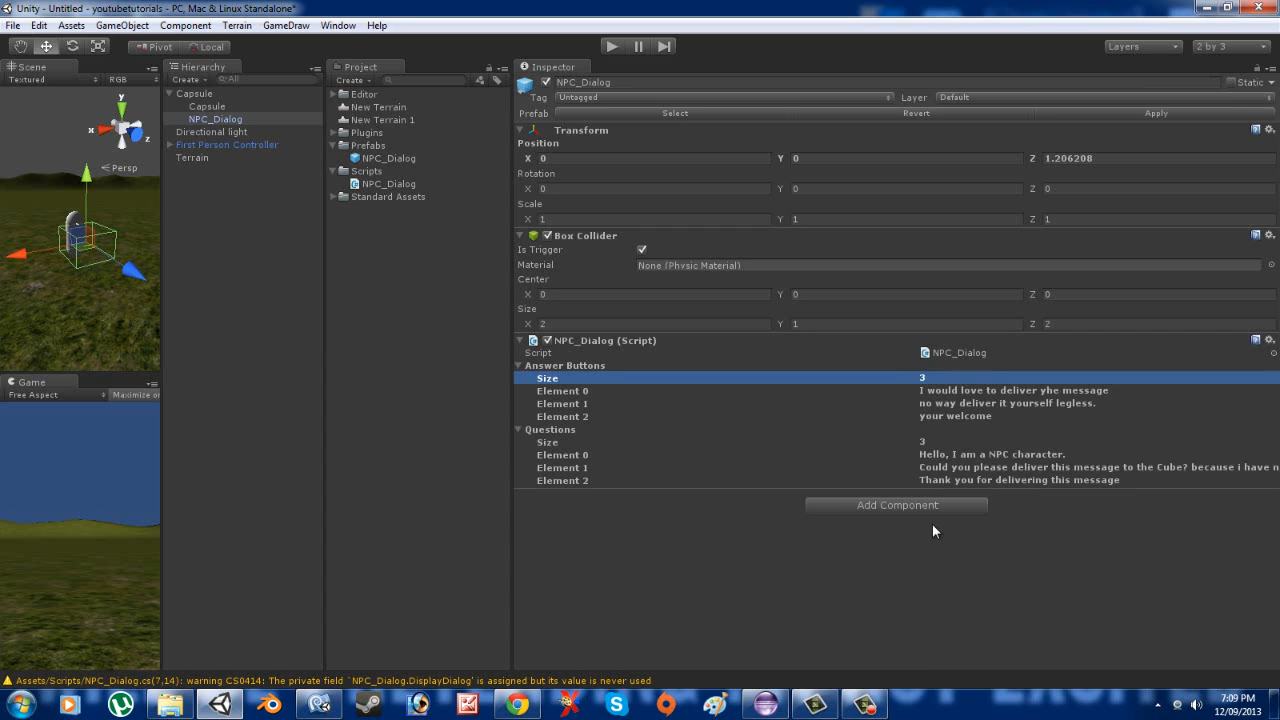 Unity - Untitled - youtubetutorials - PC, Mac & Linux Standalone*
File Edit Assets GameObject Component Terrain GameDraw Window Help
Pivot Local Layers 2 by 3
Scene Hierarchy Project Inspector
Textured RGB Create All Create NPC_Dialog Static
Capsule Editor Tag Untagged Layer Default
Capsule New Terrain Prefab Select Revert Apply
NPC_Dialog New Terrain 1 Transform
Directional light Plugins Position
First Person Controller Prefabs X 0 Y 0 Z 1.206208
Terrain NPC_Dialog Rotation
y x z Persp Scripts X 0 Y 0 Z 0
NPC_Dialog Scale
Standard Assets X 1 Y 1 Z 1
Box Collider
Is Trigger
Material None (Physic Material)
Center
X 0 Y 0 Z 0
Size
X 2 Y 1 Z 2
NPC_Dialog (Script)
Script NPC_Dialog
Answer Buttons
Size 3
Element 0 I would love to deliver yhe message
Element 1 no way deliver it yourself legless.
Element 2 your welcome
Questions
Size 3
Element 0 Hello, I am a NPC character.
Element 1 Could you please deliver this message to the Cube? because i have n
Element 2 Thank you for delivering this message
Add Component
Game
Free Aspect Maximize on
Assets/Scripts/NPC_Dialog.cs(7,14): warning CS0414: The private field `NPC_Dialog.DisplayDialog' is assigned but its value is never used
7:09 PM
12/09/2013